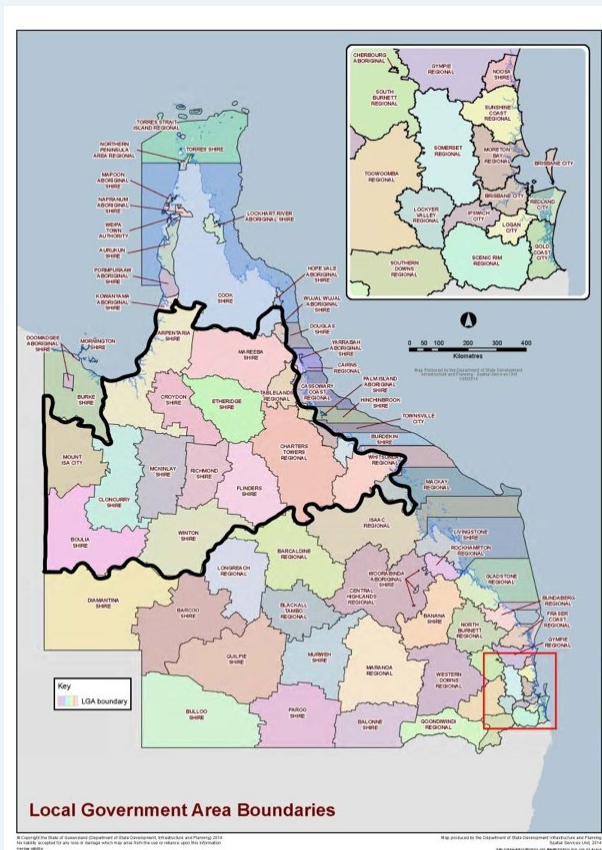 CHERBOURG
ABORIGINAL
GYMPIE
REGIONAL
NOOSA
SHIRE
SOUTH
BURNETT
REGIONAL
SUNSHINE
COAST
REGIONAL
SOMERSET
REGIONAL
MORETON
BAY
REGIONAL
BRISBANE CITY
TOOWOOMBA
REGIONAL
BRISBANE CITY
REDLAND
CITY
LOCKYER
VALLEY
REGIONAL
IPSWICH
CITY
LOGAN
CITY
GOLD
COAST
CITY
SCENIC RIM
REGIONAL
SOUTHERN
DOWNS
REGIONAL
TORRES STRAIT
ISLAND REGIONAL
NORTHERN
PENINSULA
AREA REGIONAL
TORRES SHIRE
MAPOON
ABORIGINAL
SHIRE
NAPRANUM
ABORIGINAL
SHIRE
WEIPA
TOWN
AUTHORITY
AURUKUN
SHIRE
PORMPURAAW
ABORIGINAL
SHIRE
KOWANYAMA
ABORIGINAL
SHIRE
LOCKHART RIVER
ABORIGINAL
SHIRE
COOK
SHIRE
HOPE VALE
ABORIGINAL
SHIRE
WUJAL WUJAL
ABORIGINAL
SHIRE
DOUGLAS
SHIRE
YARRABAH
ABORIGINAL
SHIRE
CAIRNS
REGIONAL
CASSOWARY
COAST
REGIONAL
PALM ISLAND
ABORIGINAL
SHIRE
HINCHINBROOK
SHIRE
TOWNSVILLE
CITY
BURDEKIN
SHIRE
WHITSUNDAY
REGIONAL
MACKAY
REGIONAL
0 50 100 200 300 400
Kilometres
DOOMADGEE
ABORIGINAL
SHIRE
MORNINGTON
SHIRE
CARPENTARIA
SHIRE
MAREEBA
SHIRE
BURKE
SHIRE
CROYDON
SHIRE
ETHERIDGE
SHIRE
TABLELANDS
REGIONAL
MOUNT
ISA CITY
CLONCURRY
SHIRE
MCKINLAY
SHIRE
RICHMOND
SHIRE
FLINDERS
SHIRE
CHARTERS
TOWERS
REGIONAL
BOULIA
SHIRE
WINTON
SHIRE
ISAAC
REGIONAL
LIVINGSTONE
SHIRE
ROCKHAMPTON
REGIONAL
BARCALDINE
REGIONAL
LONGREACH
REGIONAL
DIAMANTINA
SHIRE
BARCOO
SHIRE
BLACKALL
TAMBO
REGIONAL
CENTRAL
HIGHLANDS
REGIONAL
WOORABINDA
ABORIGINAL
SHIRE
GLADSTONE
REGIONAL
BANANA
SHIRE
NORTH
BURNETT
REGIONAL
BUNDABERG
REGIONAL
FRASER
COAST
REGIONAL
GYMPIE
REGIONAL
QUILPIE
SHIRE
MURWEH
SHIRE
MARANOA
REGIONAL
WESTERN
DOWNS
REGIONAL
BULLOO
SHIRE
PAROO
SHIRE
BALONNE
SHIRE
GOONDIWINDI
REGIONAL
Key
LGA boundary
Local Government Area Boundaries